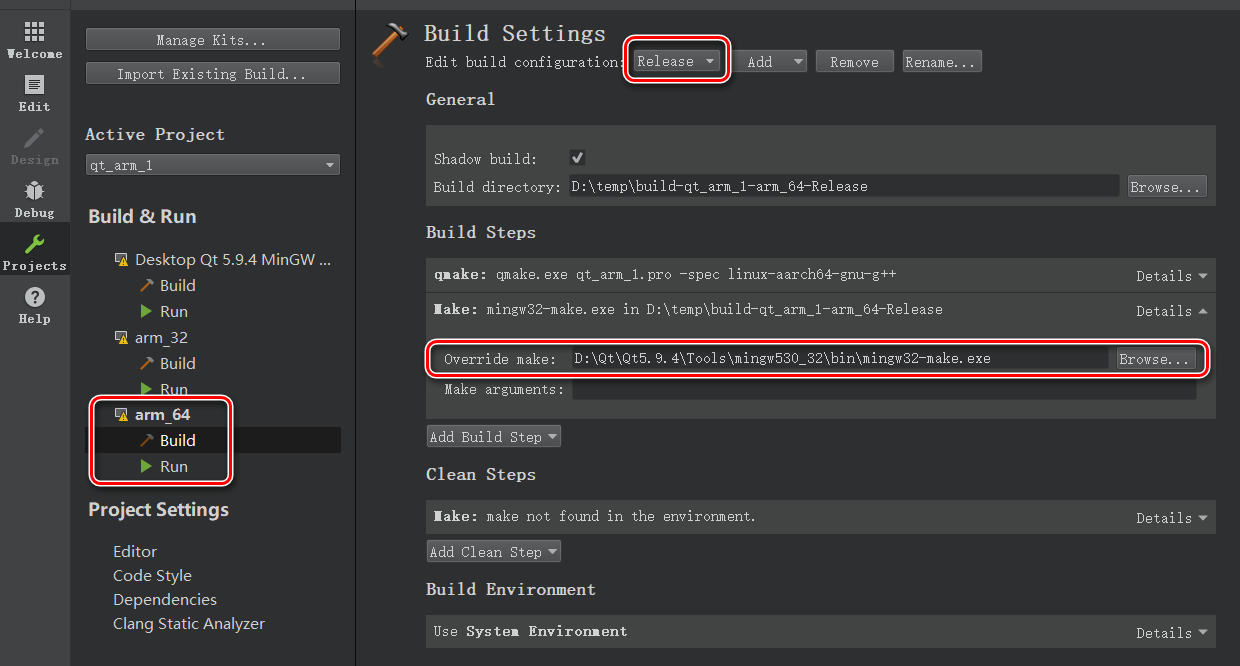 Welcome
Edit
Design
Debug
Projects
Help
Manage Kits...
Import Existing Build...
Active Project
qt_arm_1
Build & Run
Desktop Qt 5.9.4 MinGW ...
Build
Run
arm_32
Build
Run
arm_64
Build
Run
Project Settings
Editor
Code Style
Dependencies
Clang Static Analyzer
Build Settings
Edit build configuration: Release Add Remove Rename...
General
Shadow build:
Build directory: D:\temp\build-qt_arm_1-arm_64-Release Browse...
Build Steps
qmake: qmake.exe qt_arm_1.pro -spec linux-aarch64-gnu-g++ Details
Make: mingw32-make.exe in D:\temp\build-qt_arm_1-arm_64-Release Details
Override make: D:\Qt\Qt5.9.4\Tools\mingw530_32\bin\mingw32-make.exe Browse...
Make arguments:
Add Build Step
Clean Steps
Make: make not found in the environment. Details
Add Clean Step
Build Environment
Use System Environment Details